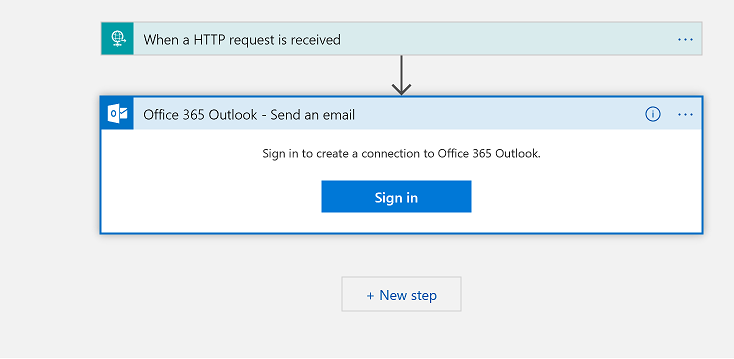 When a HTTP request is received
Office 365 Outlook - Send an email
Sign in to create a connection to Office 365 Outlook.
Sign in
+ New step